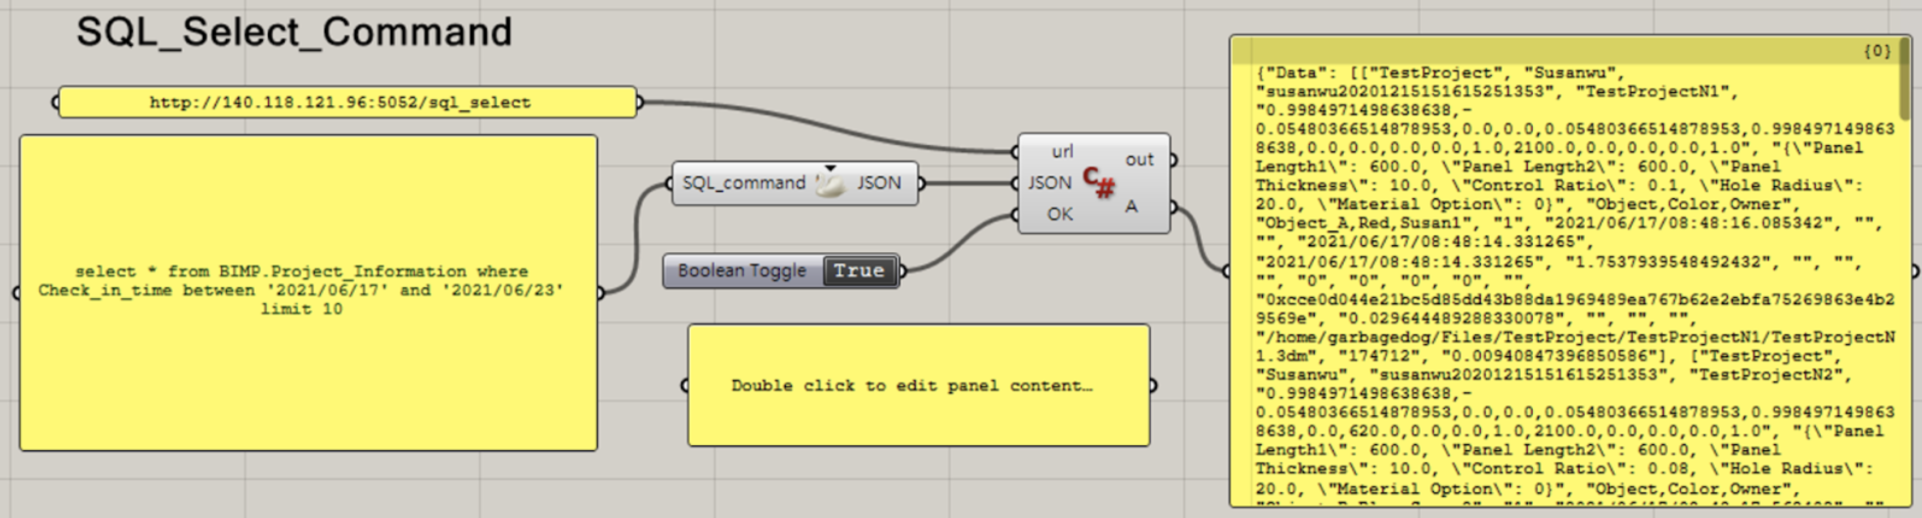 SQL_Select_Command
http://140.118.121.96:5052/sql_select
select * from BIMP.Project_Information where
Check_in_time between '2021/06/17' and '2021/06/23'
limit 10
SQL_command JSON
Boolean Toggle True
Double click to edit panel content…
url
JSON
OK
out
A
C#
{0}
{"Data": [["TestProject", "Susanwu",
"susanwu20201215151615251353", "TestProjectN1",
"0.9984971498638638,-
0.05480366514878953,0.0,0.0,0.05480366514878953,0.998497149863
8638,0.0,0.0,0.0,0.0,1.0,2100.0,0.0,0.0,0.0,1.0", "{\"Panel
Length1\": 600.0, \"Panel Length2\": 600.0, \"Panel
Thickness\": 10.0, \"Control Ratio\": 0.1, \"Hole Radius\":
20.0, \"Material Option\": 0}", "Object,Color,Owner",
"Object_A,Red,Susan1", "1", "2021/06/17/08:48:16.085342", "",
"", "2021/06/17/08:48:14.331265",
"2021/06/17/08:48:14.331265", "1.7537939548492432", "", "",
"", "0", "0", "0", "0", "",
"0xcce0d044e21bc5d85dd43b88da1969489ea767b62e2ebfa75269863e4b2
9569e", "0.029644489288330078", "", "", "",
"/home/garbagedog/Files/TestProject/TestProjectN1/TestProjectN
1.3dm", "174712", "0.00940847396850586"], ["TestProject",
"Susanwu", "susanwu20201215151615251353", "TestProjectN2",
"0.9984971498638638,-
0.05480366514878953,0.0,0.0,0.05480366514878953,0.998497149863
8638,0.0,620.0,0.0,0.0,1.0,2100.0,0.0,0.0,0.0,1.0", "{\"Panel
Length1\": 600.0, \"Panel Length2\": 600.0, \"Panel
Thickness\": 10.0, \"Control Ratio\": 0.08, \"Hole Radius\":
20.0, \"Material Option\": 0}", "Object,Color,Owner",